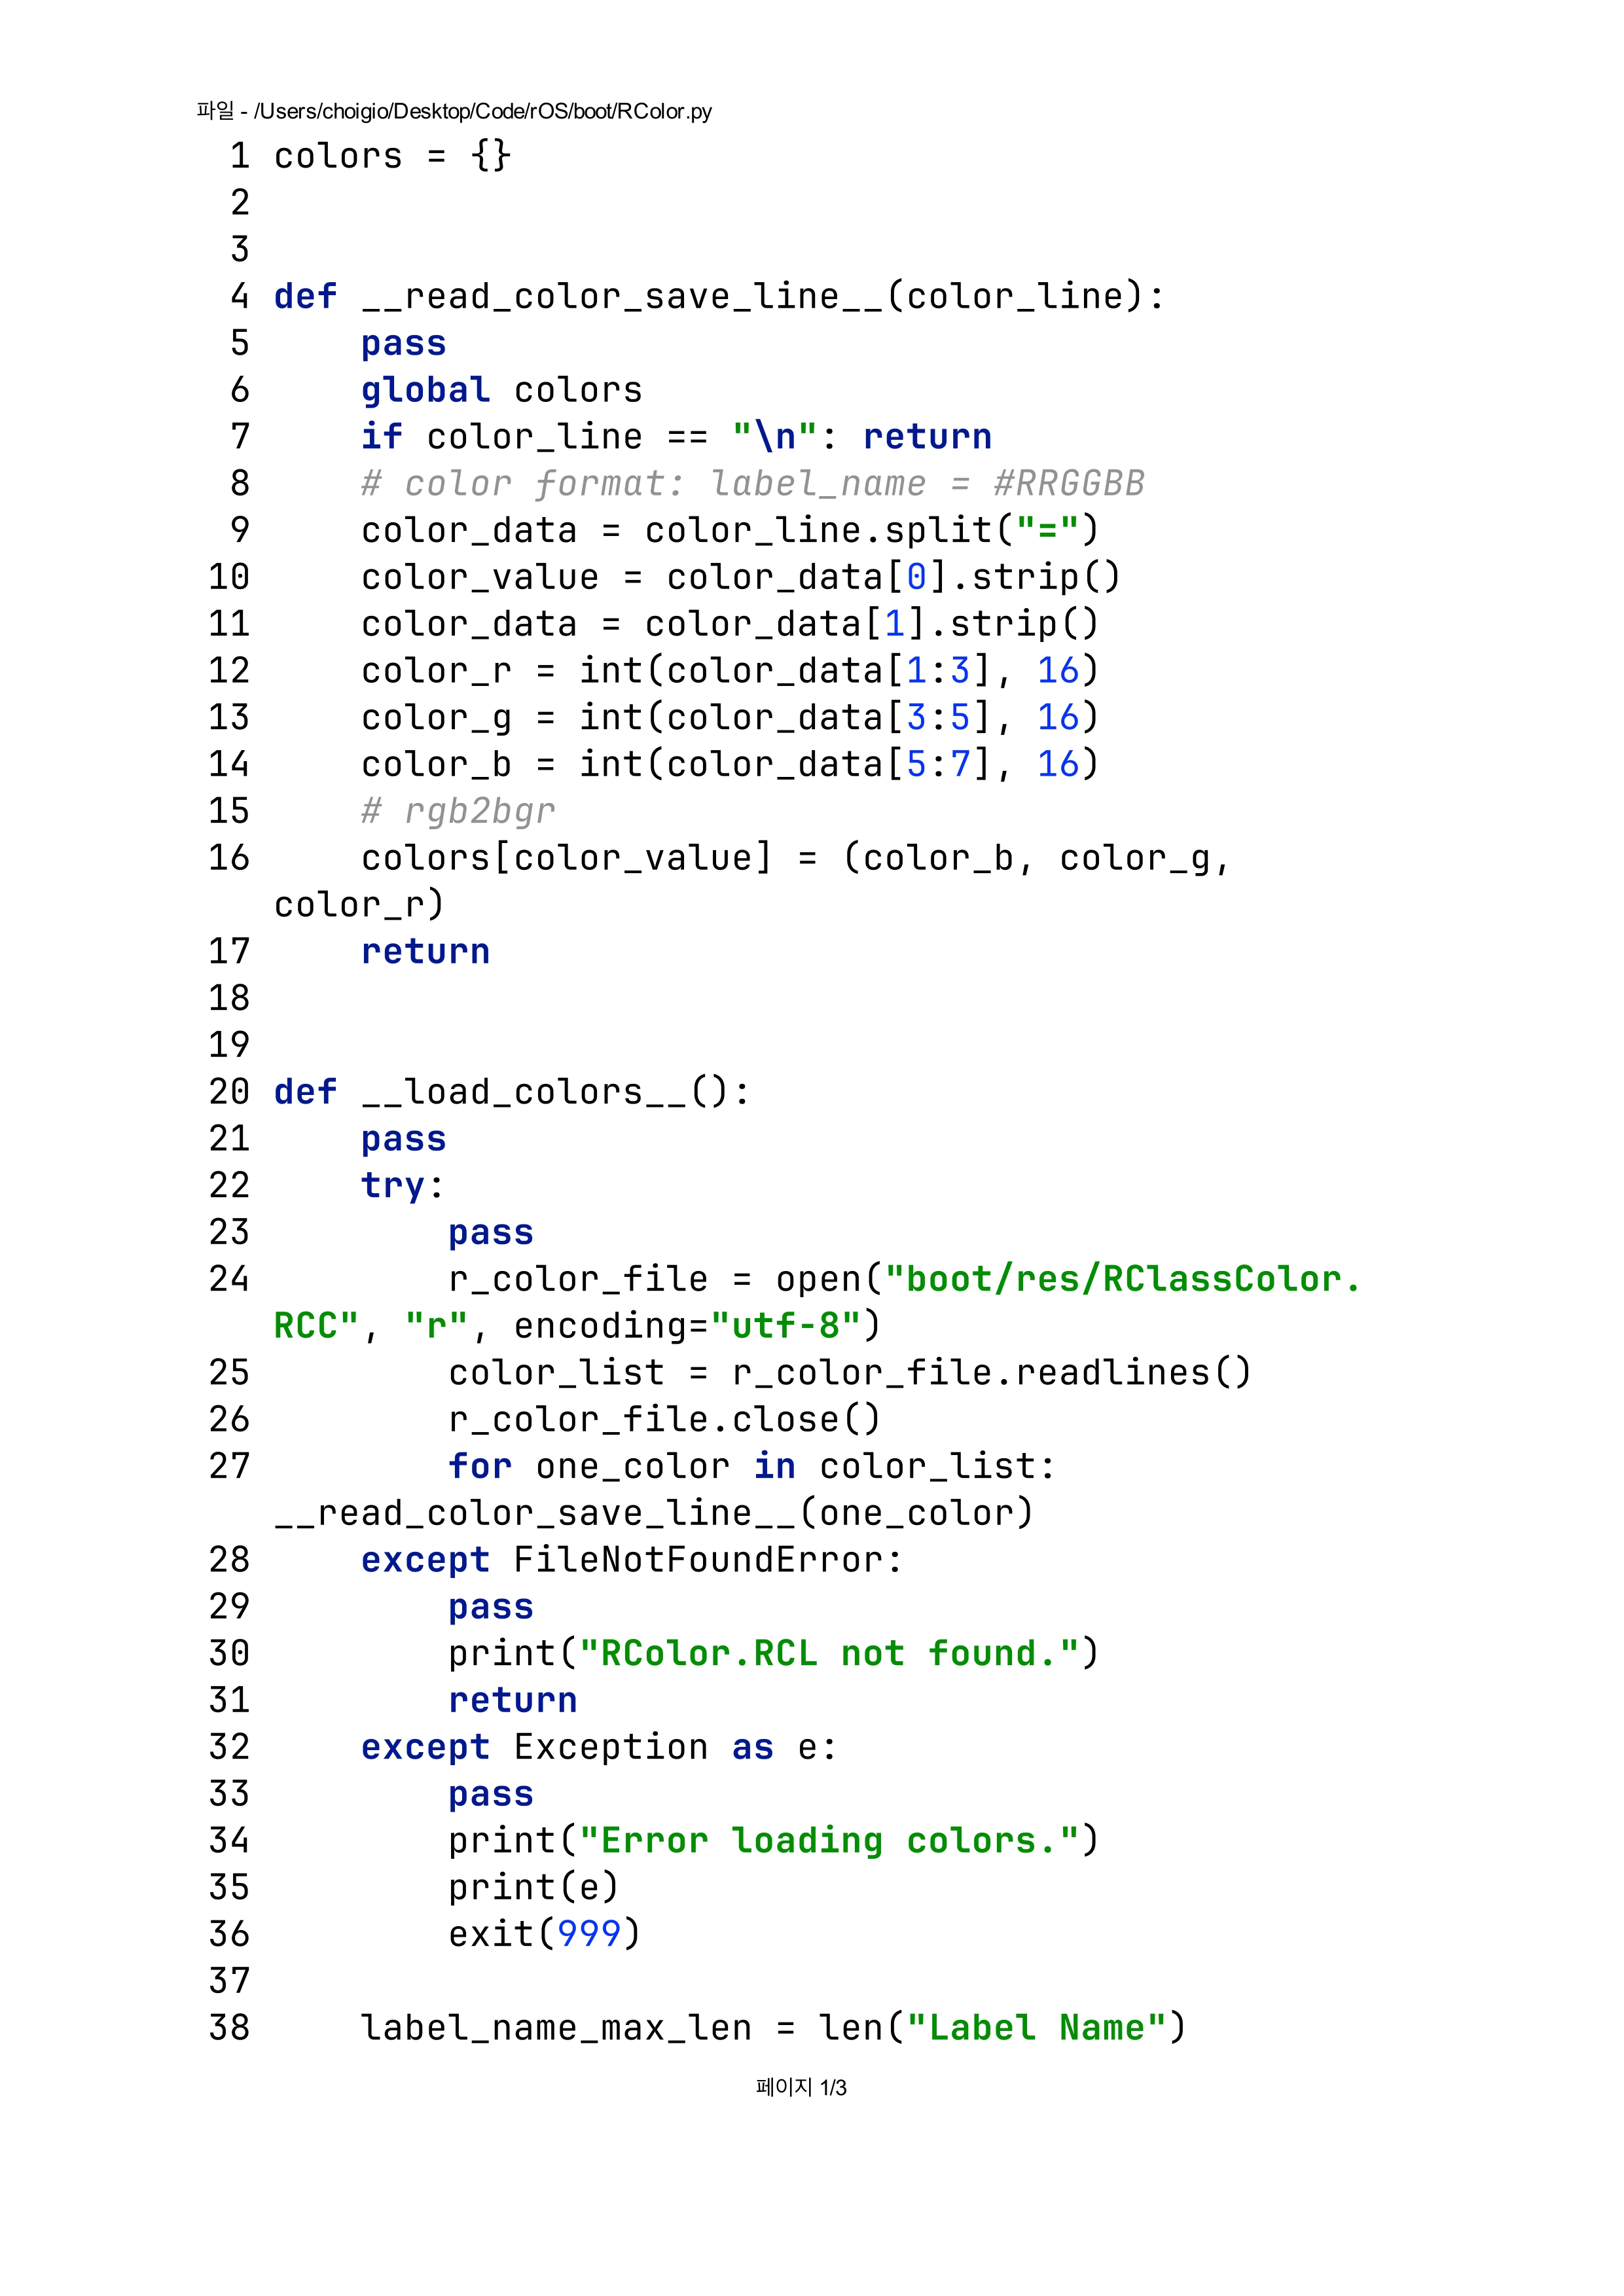 파일 - /Users/choigio/Desktop/Code/rOS/boot/RColor.py
1 colors = {}
2
3
4 def __read_color_save_line__(color_line):
5     pass
6     global colors
7     if color_line == "\n": return
8     # color format: label_name = #RRGGBB
9     color_data = color_line.split("=")
10     color_value = color_data[0].strip()
11     color_data = color_data[1].strip()
12     color_r = int(color_data[1:3], 16)
13     color_g = int(color_data[3:5], 16)
14     color_b = int(color_data[5:7], 16)
15     # rgb2bgr
16     colors[color_value] = (color_b, color_g,
color_r)
17     return
18
19
20 def __load_colors__():
21     pass
22     try:
23         pass
24         r_color_file = open("boot/res/RClassColor.
RCC", "r", encoding="utf-8")
25         color_list = r_color_file.readlines()
26         r_color_file.close()
27         for one_color in color_list:
__read_color_save_line__(one_color)
28     except FileNotFoundError:
29         pass
30         print("RColor.RCL not found.")
31         return
32     except Exception as e:
33         pass
34         print("Error loading colors.")
35         print(e)
36         exit(999)
37
38     label_name_max_len = len("Label Name")
페이지 1/3